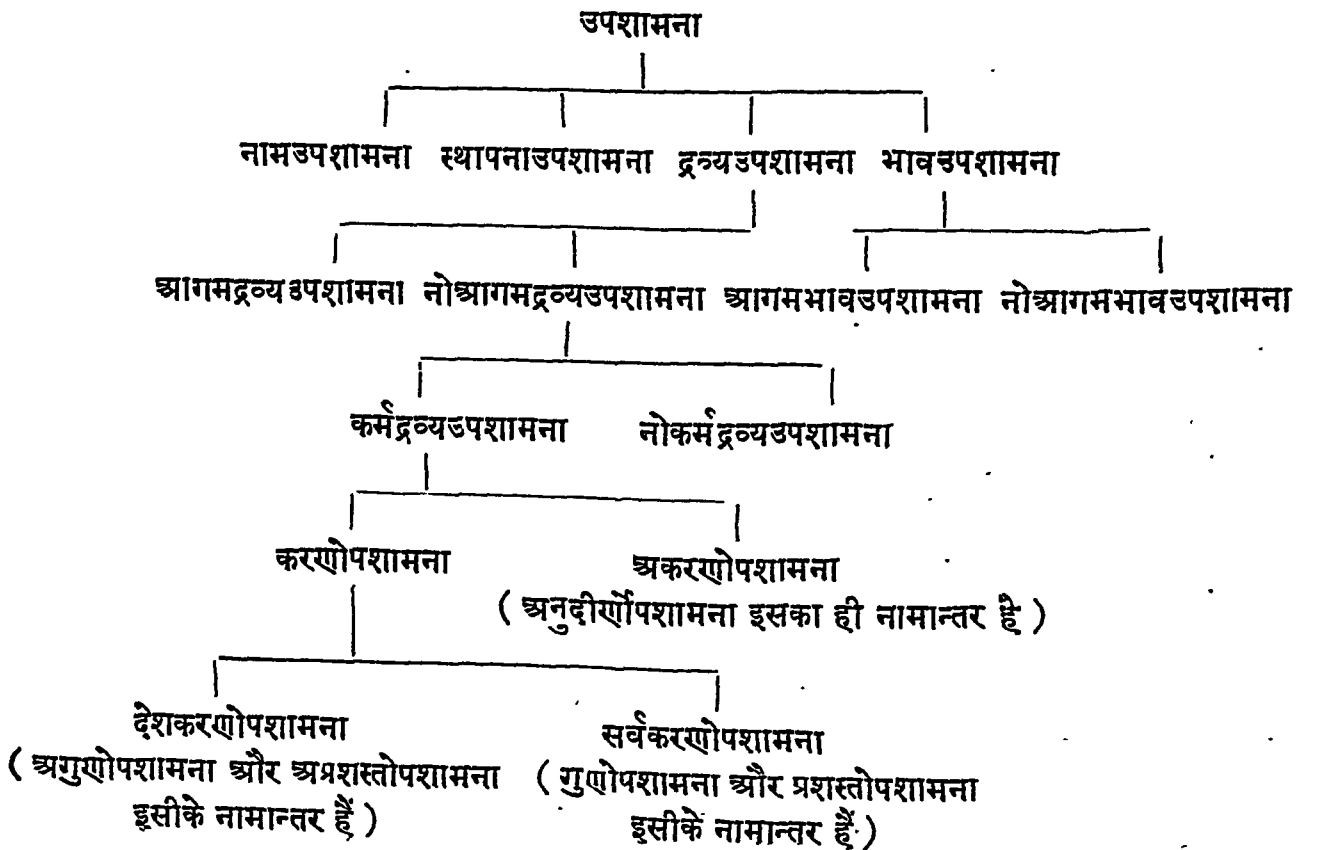 उपशामना
नामउपशामना स्थापनाउपशामना द्रव्यउपशामना भावउपशामना
आगमद्रव्यउपशामना नोआगमद्रव्यउपशामना आगमभावउपशामना नोआगमभावउपशामना
कर्मद्रव्यउपशामना नोकर्मद्रव्यउपशामना
करणोपशामना अकरणोपशामना
( अनुदीर्णोपशामना इसका ही नामान्तर है )
देशकरणोपशामना सर्वकरणोपशामना
( अगुणोपशामना और अप्रशस्तोपशामना ( गुणोपशामना और प्रशस्तोपशामना
इसीके नामान्तर हैं ) इसीके नामान्तर हैं )